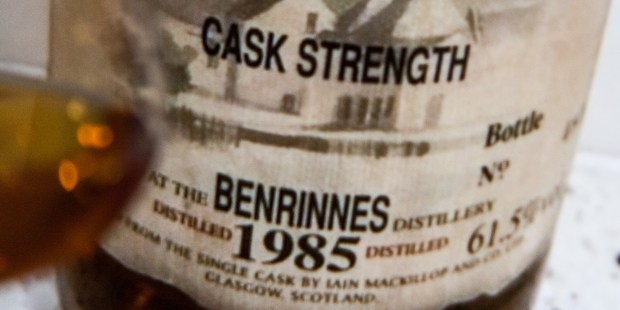 CASK STRENGTH
Bottle
Nº
AT THE BENRINNES DISTILLERY
DISTILLED 1985 DISTILLED 61.5%
FROM THE SINGLE CASK BY IAIN MACKILLOP AND CO
GLASGOW, SCOTLAND.